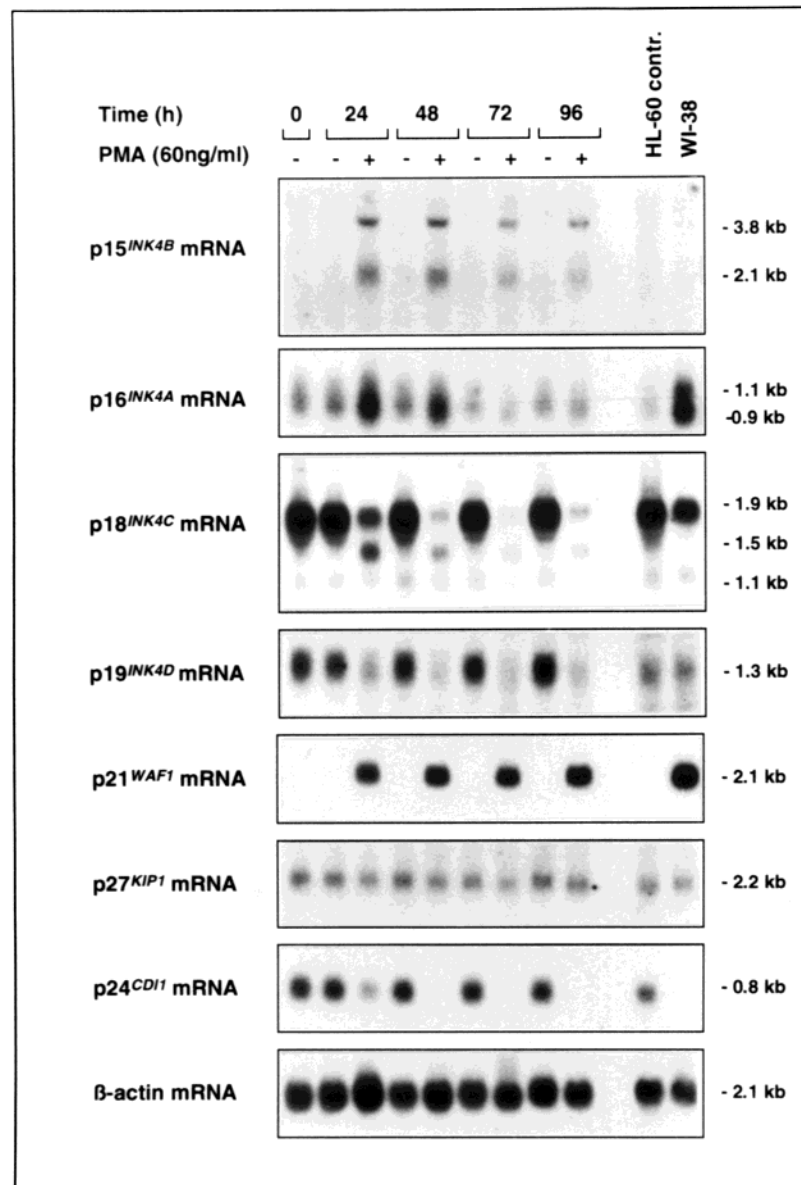 Time (h) 0 24 48 72 96 HL-60 contr. WI-38
PMA (60ng/ml) - - + - + - + - +
p15INK4B mRNA
- 3.8 kb
- 2.1 kb
p16INK4A mRNA
- 1.1 kb
-0.9 kb
p18INK4C mRNA
- 1.9 kb
- 1.5 kb
- 1.1 kb
p19INK4D mRNA
- 1.3 kb
p21WAF1 mRNA
- 2.1 kb
p27KIP1 mRNA
- 2.2 kb
p24CDI1 mRNA
- 0.8 kb
ß-actin mRNA
- 2.1 kb